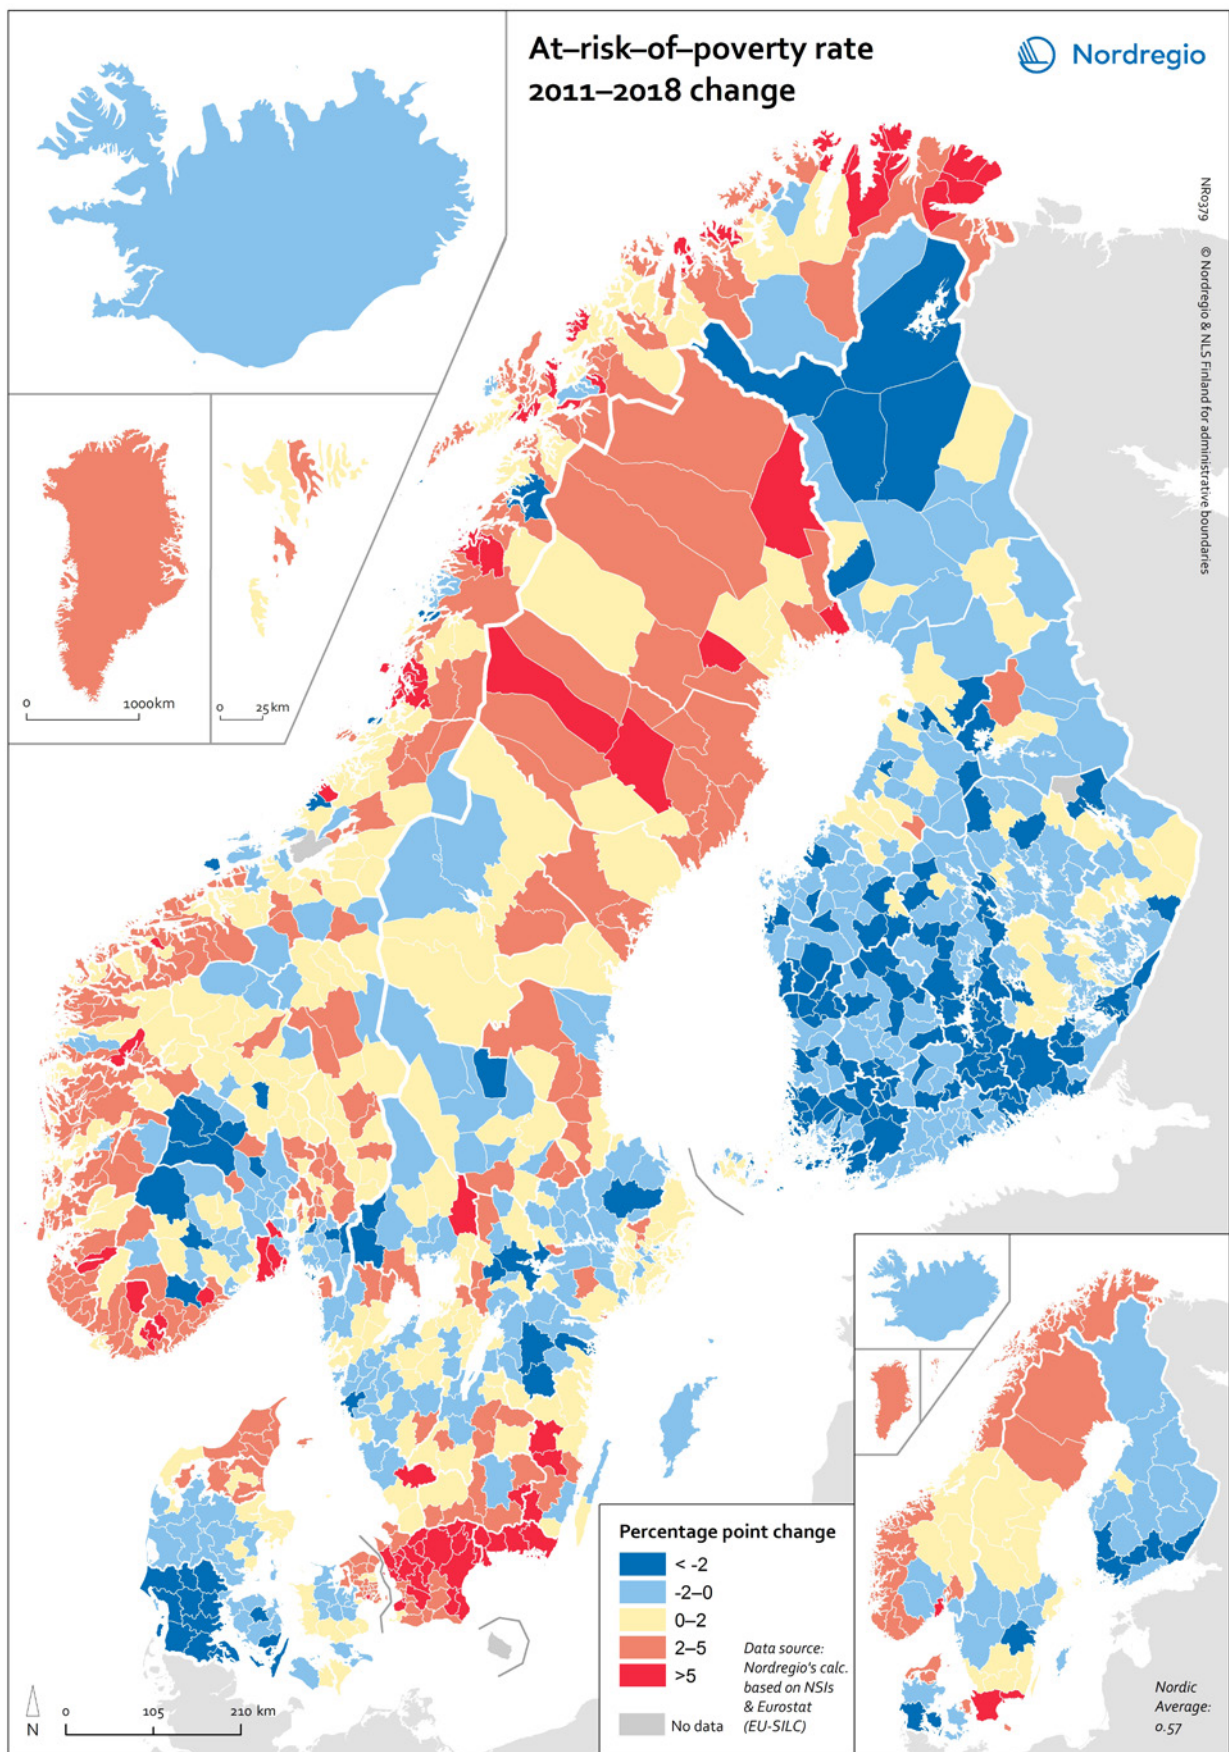 At–risk–of–poverty rate
2011–2018 change
Nordregio
NR0379 © Nordregio & NLS Finland for administrative boundaries
0 1000km
0 25km
Percentage point change
< -2
-2–0
0–2
2–5
>5
No data
Data source:
Nordregio's calc.
based on NSIs
& Eurostat
(EU-SILC)
Nordic
Average:
0.57
N
0 105 210 km